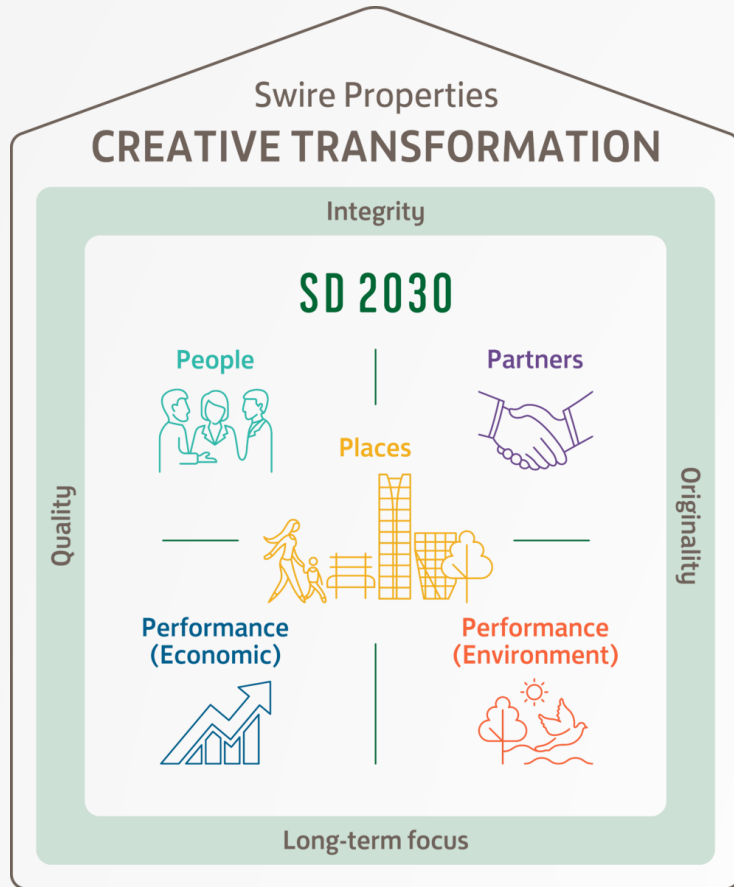 Swire Properties
CREATIVE TRANSFORMATION
Integrity
SD 2030
People
Partners
Places
Quality
Originality
Performance
(Economic)
Performance
(Environment)
Long-term focus